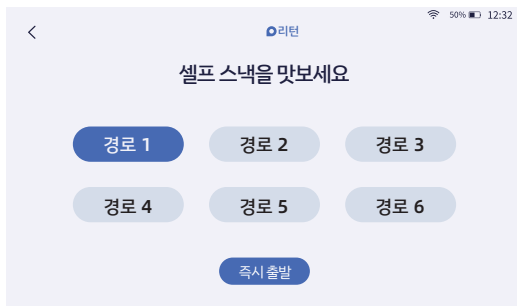 50% 12:32
리턴
셀프 스낵을 맛보세요
경로 1 경로 2 경로 3
경로 4 경로 5 경로 6
즉시 출발